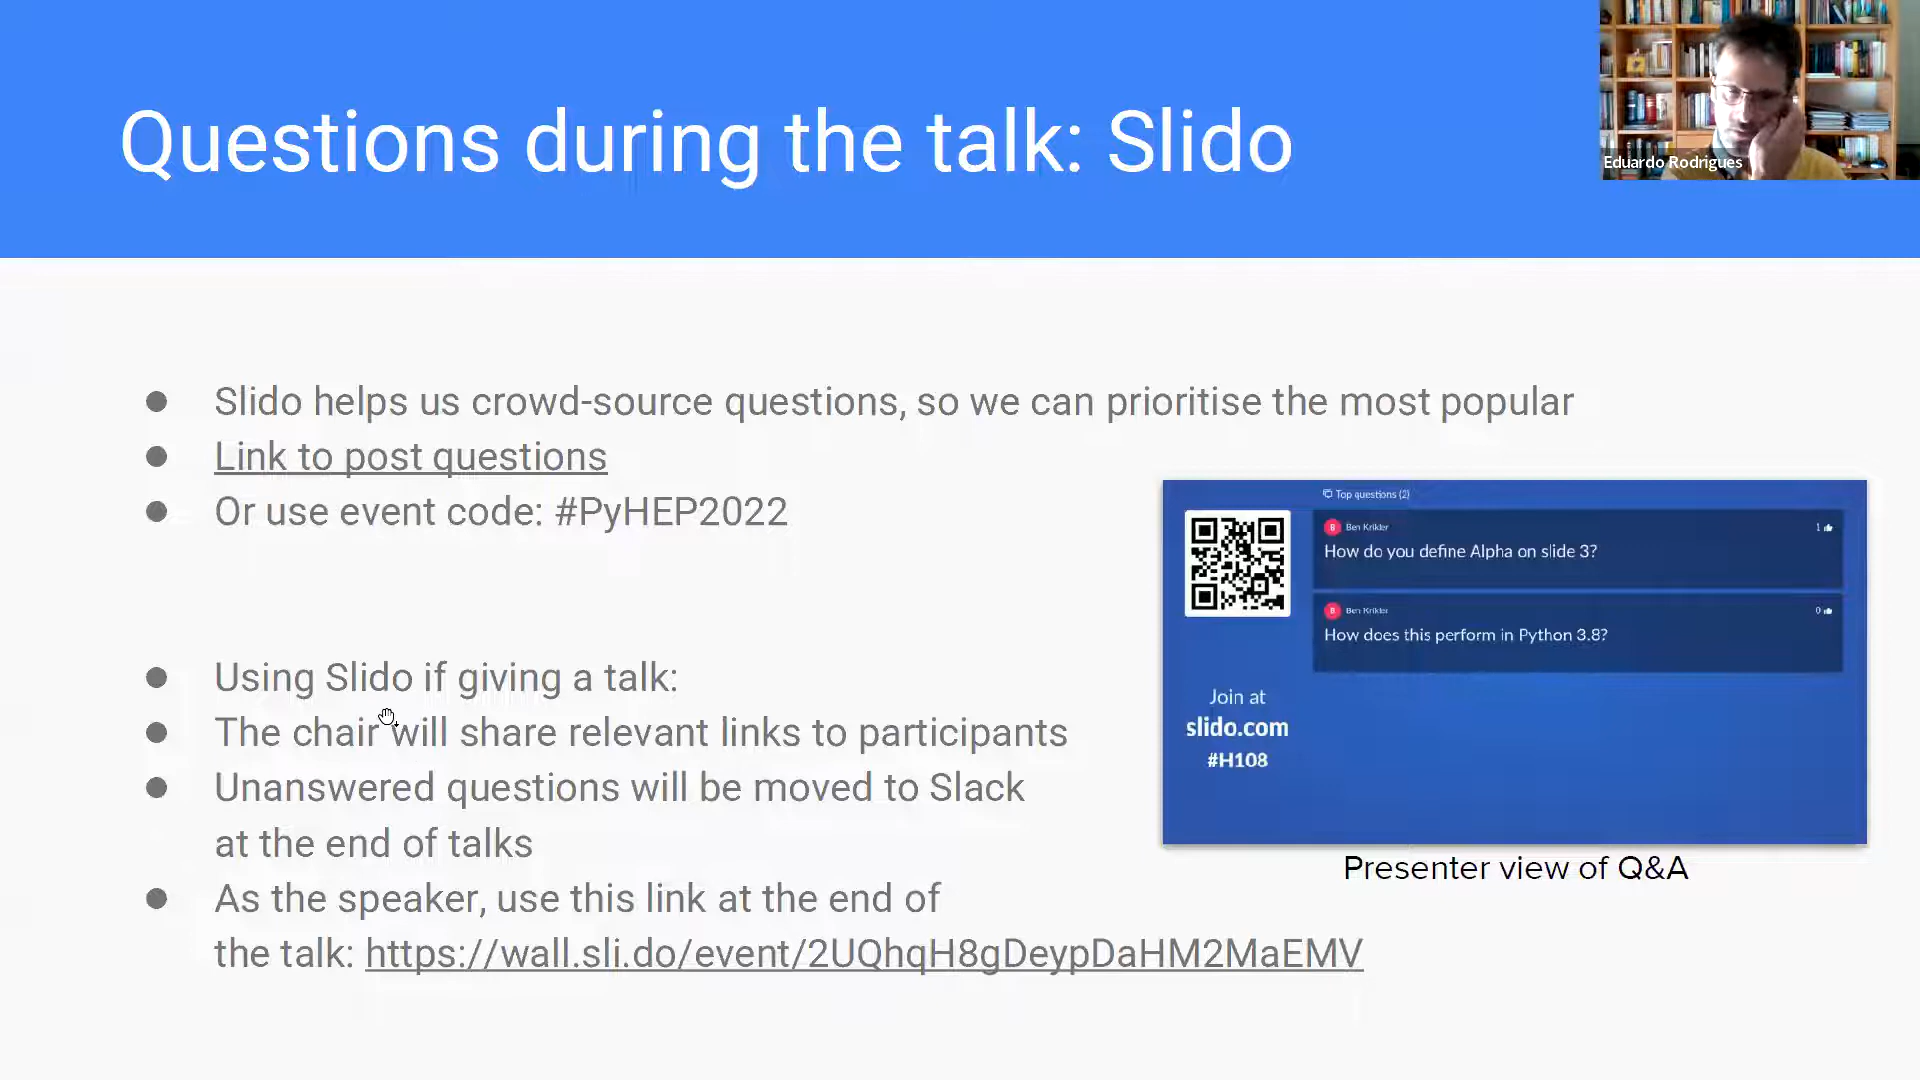 Questions during the talk: Slido
Eduardo Rodrigues
Slido helps us crowd-source questions, so we can prioritise the most popular
Link to post questions
Or use event code: #PyHEP2022
Using Slido if giving a talk:
The chair will share relevant links to participants
Unanswered questions will be moved to Slack
at the end of talks
As the speaker, use this link at the end of
the talk: https://wall.sli.do/event/2UQhqH8gDeypDaHM2MaEMV
Top questions (2)
B Ben Krikler 1
How do you define Alpha on slide 3?
B Ben Krikler 0
How does this perform in Python 3.8?
Join at
slido.com
#H108
Presenter view of Q&A